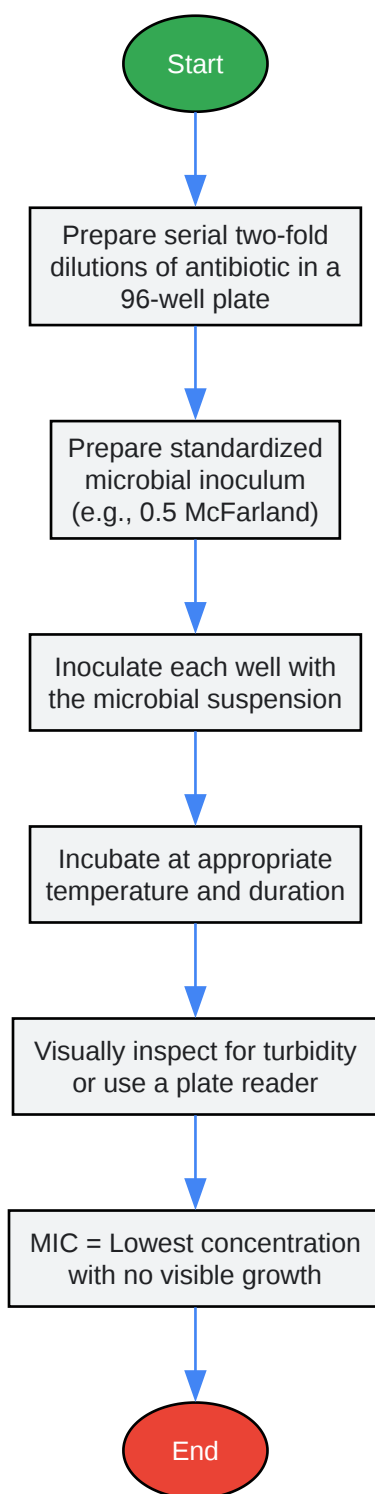 Start
Prepare serial two-fold
dilutions of antibiotic in a
96-well plate
Prepare standardized
microbial inoculum
(e.g., 0.5 McFarland)
Inoculate each well with
the microbial suspension
Incubate at appropriate
temperature and duration
Visually inspect for turbidity
or use a plate reader
MIC = Lowest concentration
with no visible growth
End